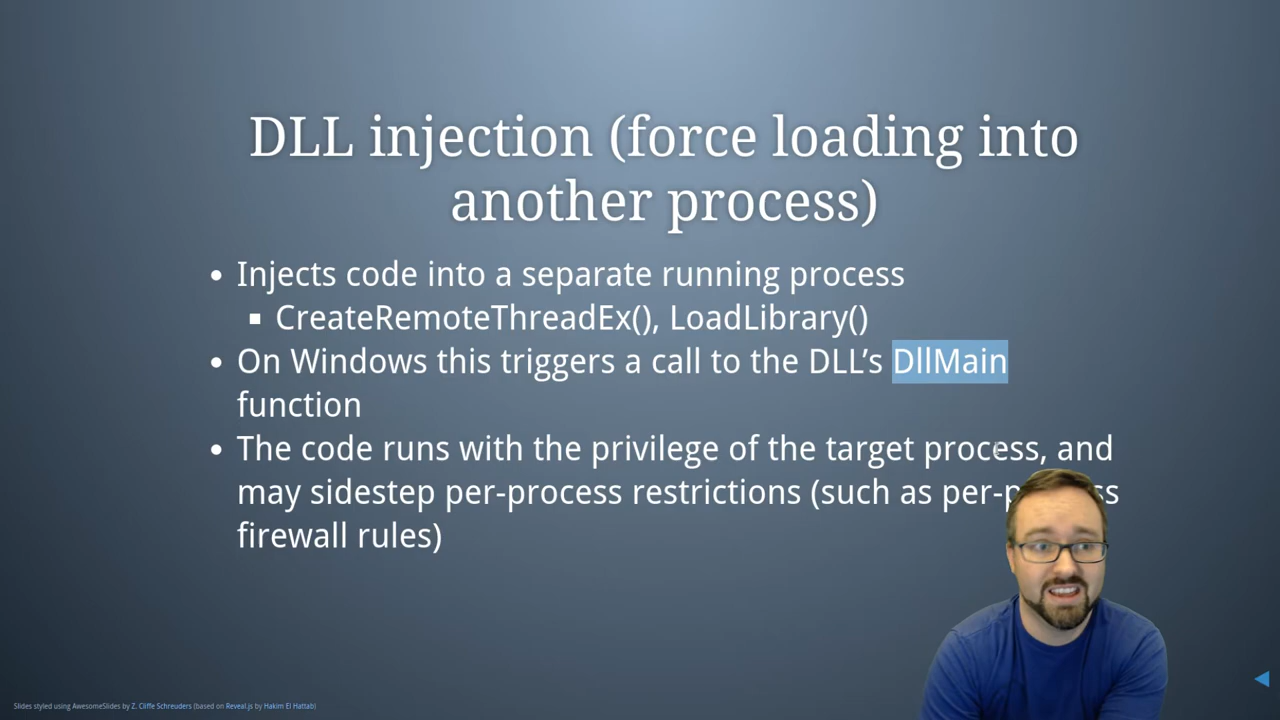 DLL injection (force loading into
another process)
• Injects code into a separate running process
▪ CreateRemoteThreadEx(), LoadLibrary()
• On Windows this triggers a call to the DLL’s DllMain
function
• The code runs with the privilege of the target process, and
may sidestep per-process restrictions (such as
firewall rules)
Slides styled using AwesomeSlides by Z. Cliffe Schreuders (based on Reveal.js by Hakim El Hattab)